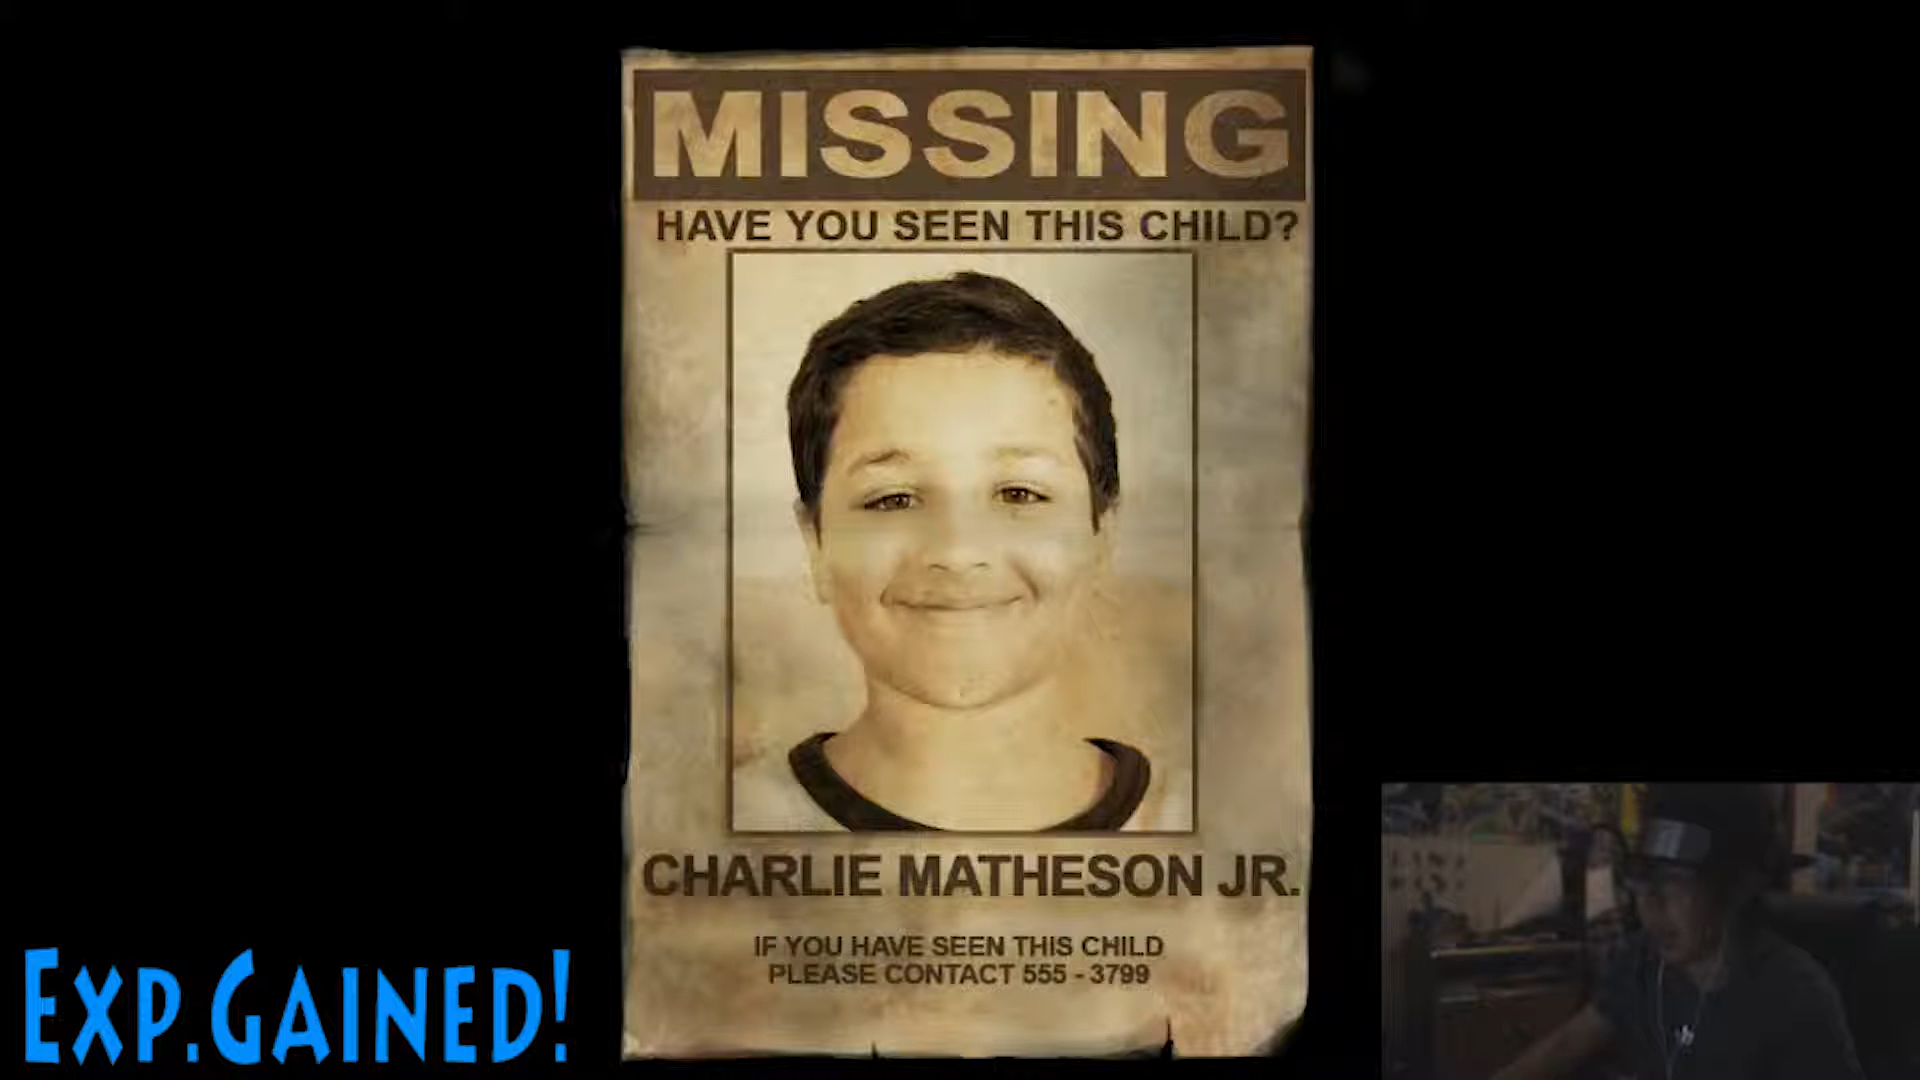 MISSING
HAVE YOU SEEN THIS CHILD?
CHARLIE MATHESON JR.
IF YOU HAVE SEEN THIS CHILD
PLEASE CONTACT 555 - 3799
EXP.GAINED!